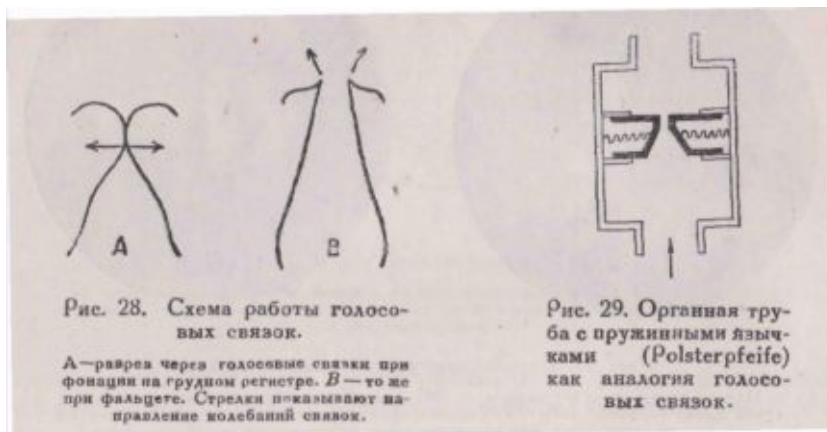 A
B
Рис. 28. Схема работы голосо-
вых связок.
А—разрез через голосовые связки при
фонации на грудном регистре. В — то же
при фальцете. Стрелки показывают на-
правление колебаний связок.
Рис. 29. Органная тру-
ба с пружинными языч-
ками (Polsterpfeife)
как аналогия голосо-
вых связок.